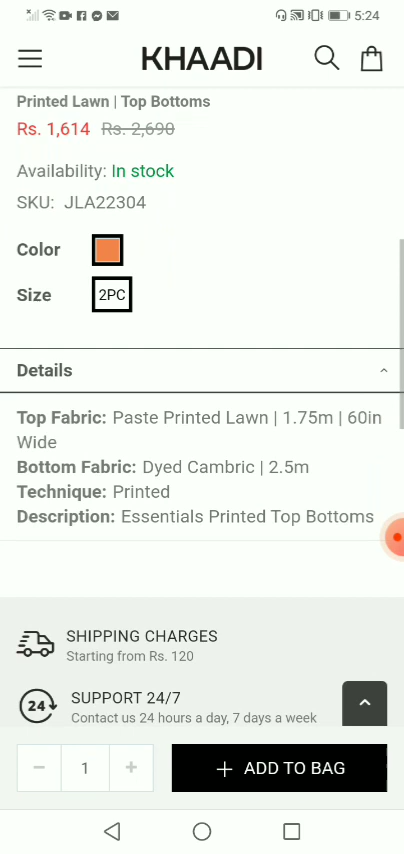 5:24
KHAADI
Printed Lawn | Top Bottoms
Rs. 1,614 Rs. 2,690
Availability: In stock
SKU: JLA22304
Color
Size 2PC
Details
Top Fabric: Paste Printed Lawn | 1.75m | 60in
Wide
Bottom Fabric: Dyed Cambric | 2.5m
Technique: Printed
Description: Essentials Printed Top Bottoms
SHIPPING CHARGES
Starting from Rs. 120
24
SUPPORT 24/7
Contact us 24 hours a day, 7 days a week
− 1 + + ADD TO BAG